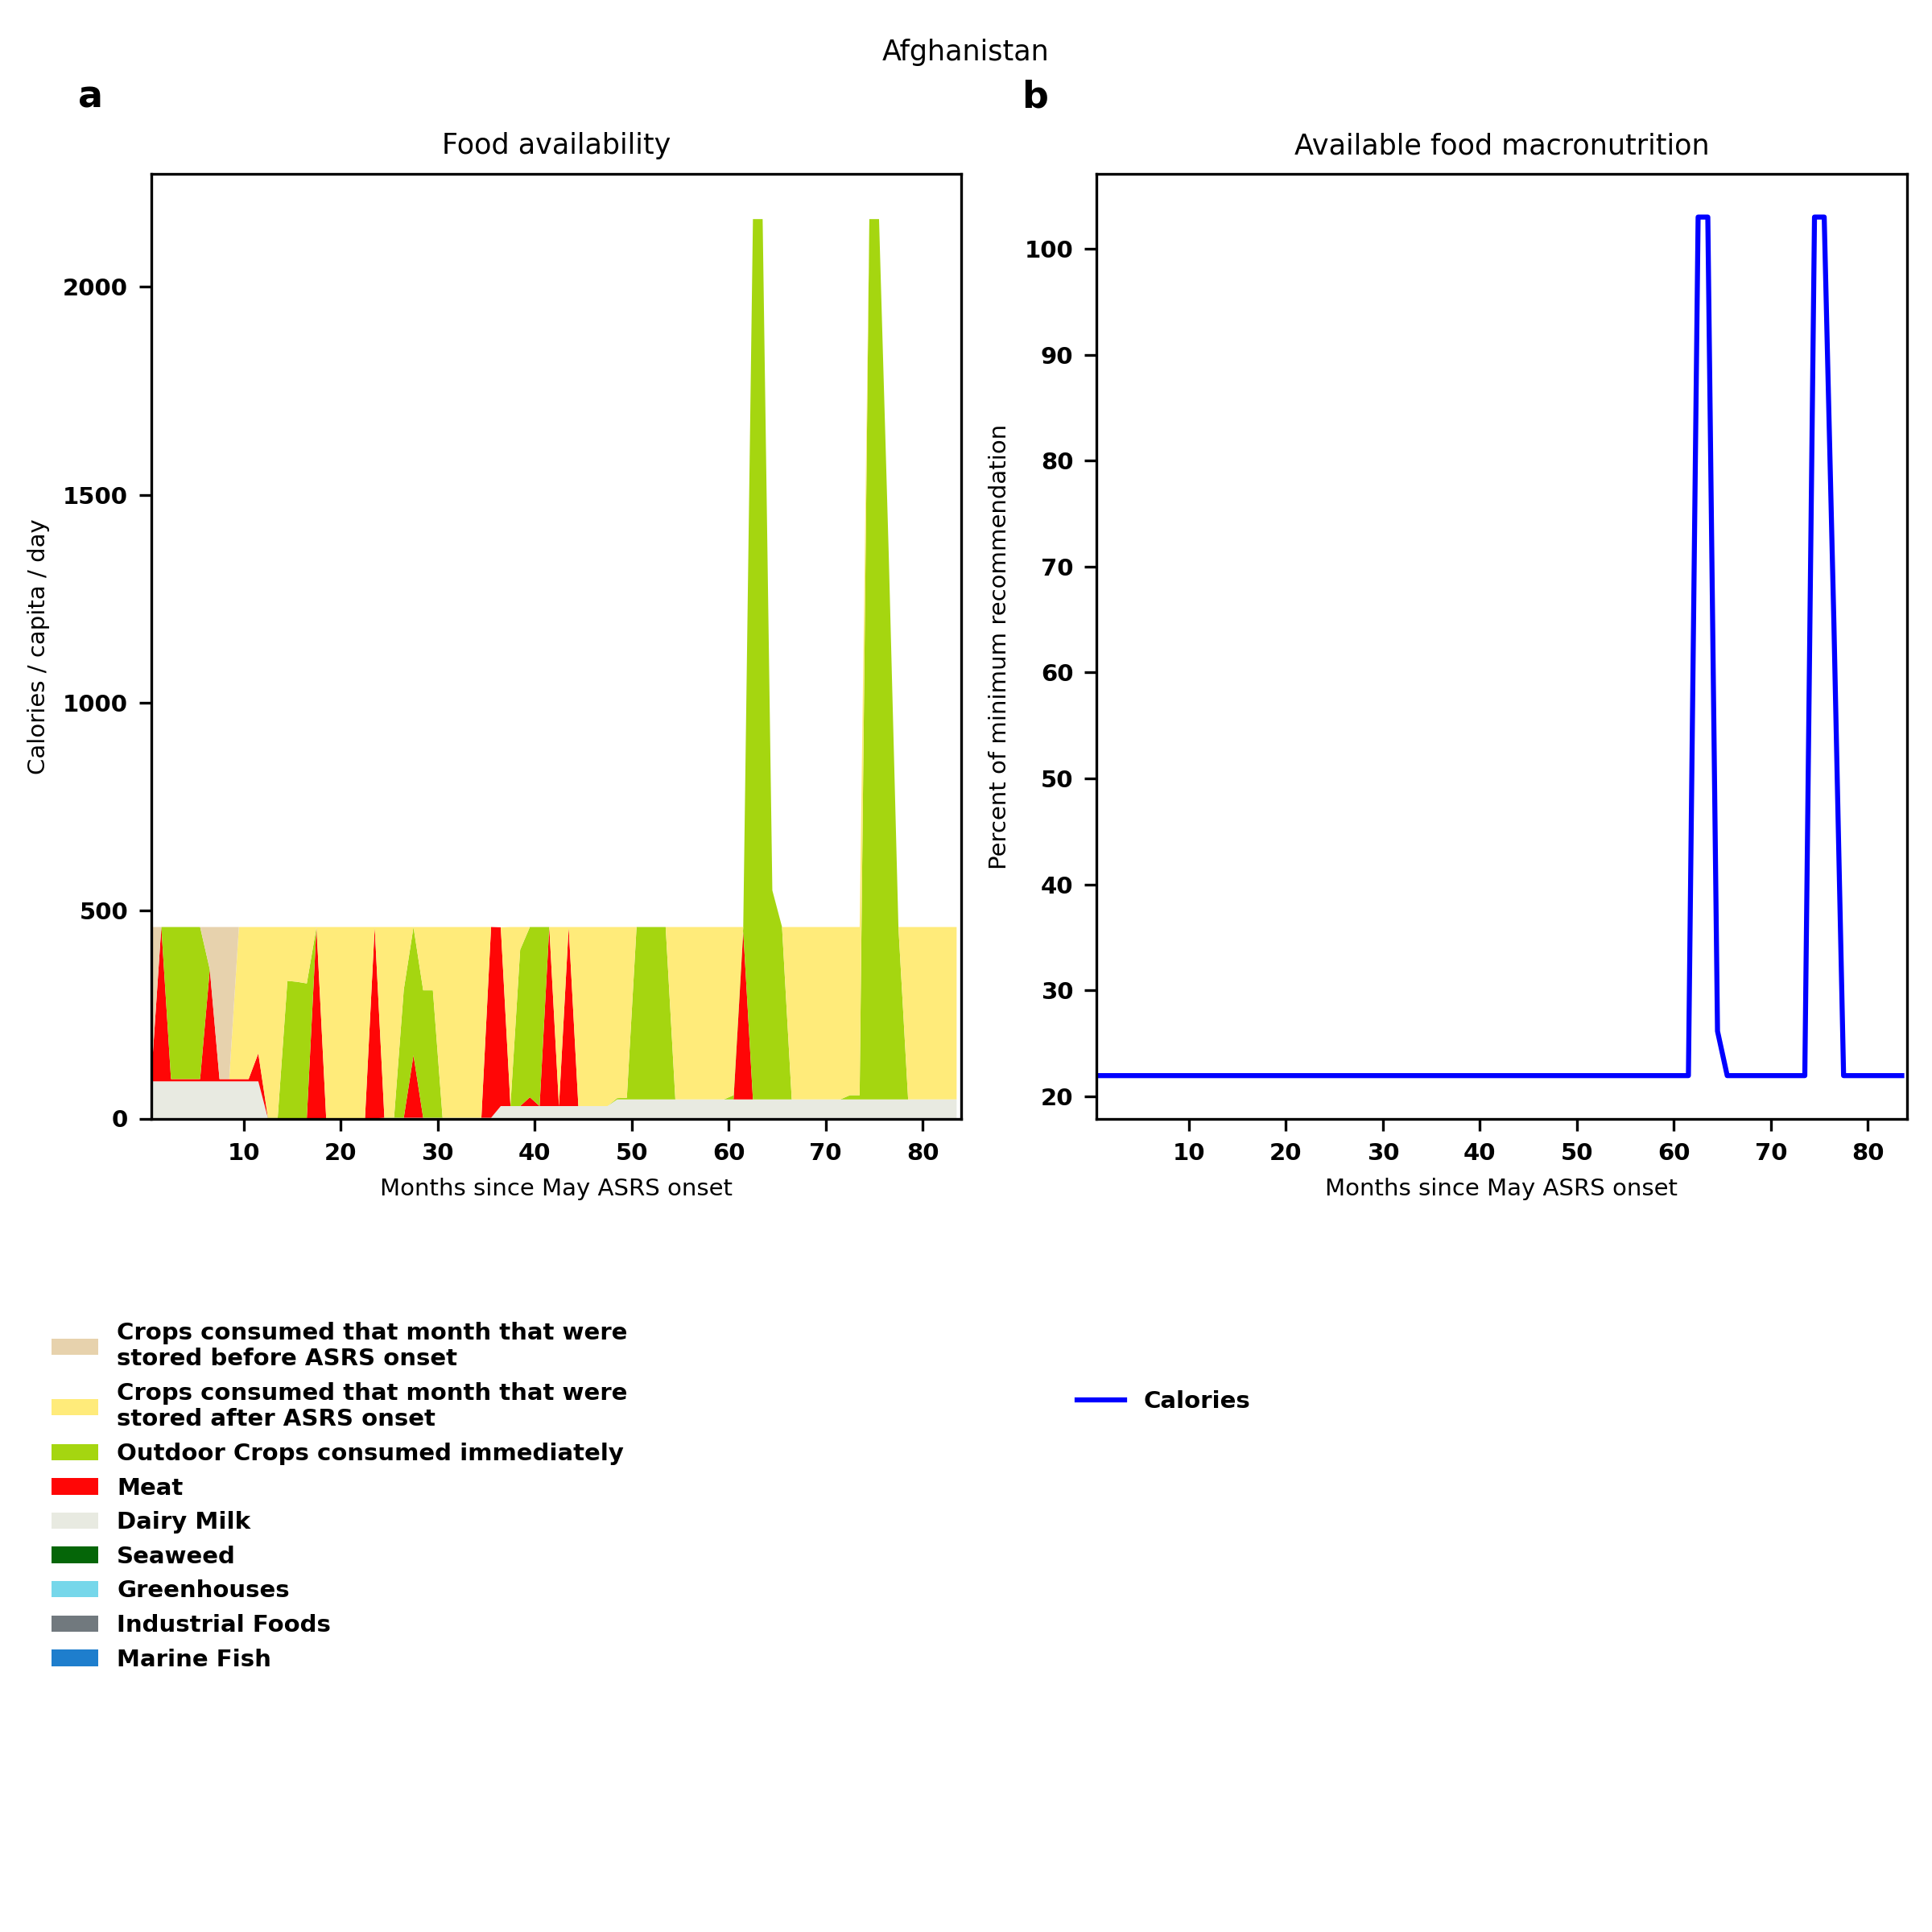 Afghanistan
a
Food availability
2000
1500
1000
500
0
Calories / capita / day
10 20 30 40 50 60 70 80
Months since May ASRS onset
b
Available food macronutrition
100
90
80
70
60
50
40
30
20
Percent of minimum recommendation
10 20 30 40 50 60 70 80
Months since May ASRS onset
Crops consumed that month that were
stored before ASRS onset
Crops consumed that month that were
stored after ASRS onset
Outdoor Crops consumed immediately
Meat
Dairy Milk
Seaweed
Greenhouses
Industrial Foods
Marine Fish
Calories